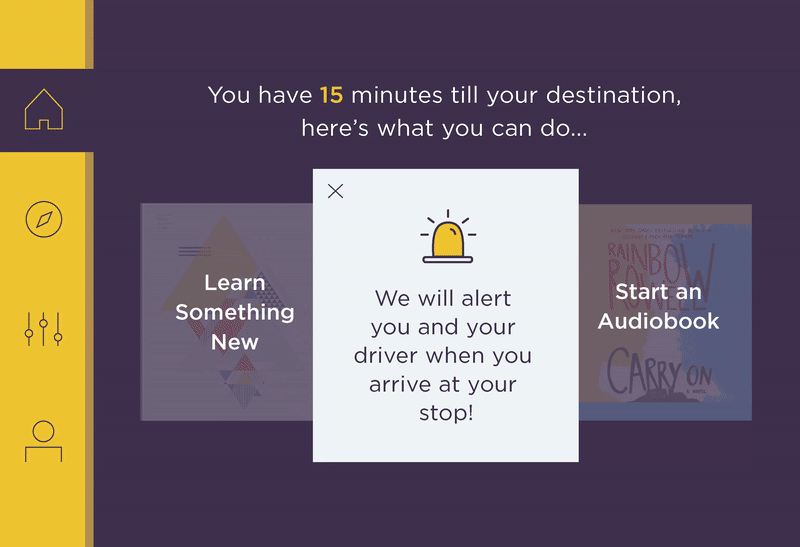 You have 15 minutes till your destination,
here's what you can do...
Learn
Something
New
We will alert
you and your
driver when you
arrive at your
stop!
Start an
Audiobook
RAINBOW
ROWELL
CARRY ON